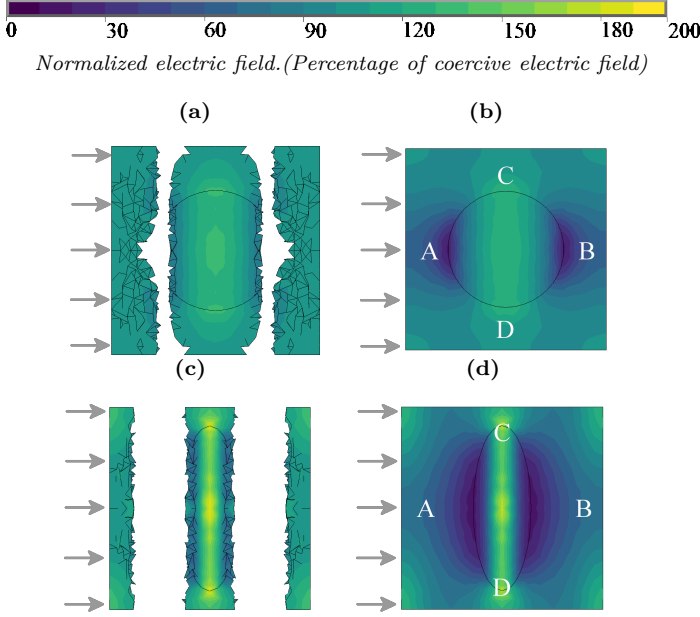 0 30 60 90 120 150 180 200
Normalized electric field.(Percentage of coercive electric field)
(a) (b)
C
A B
D
(c) (d)
C
A B
D